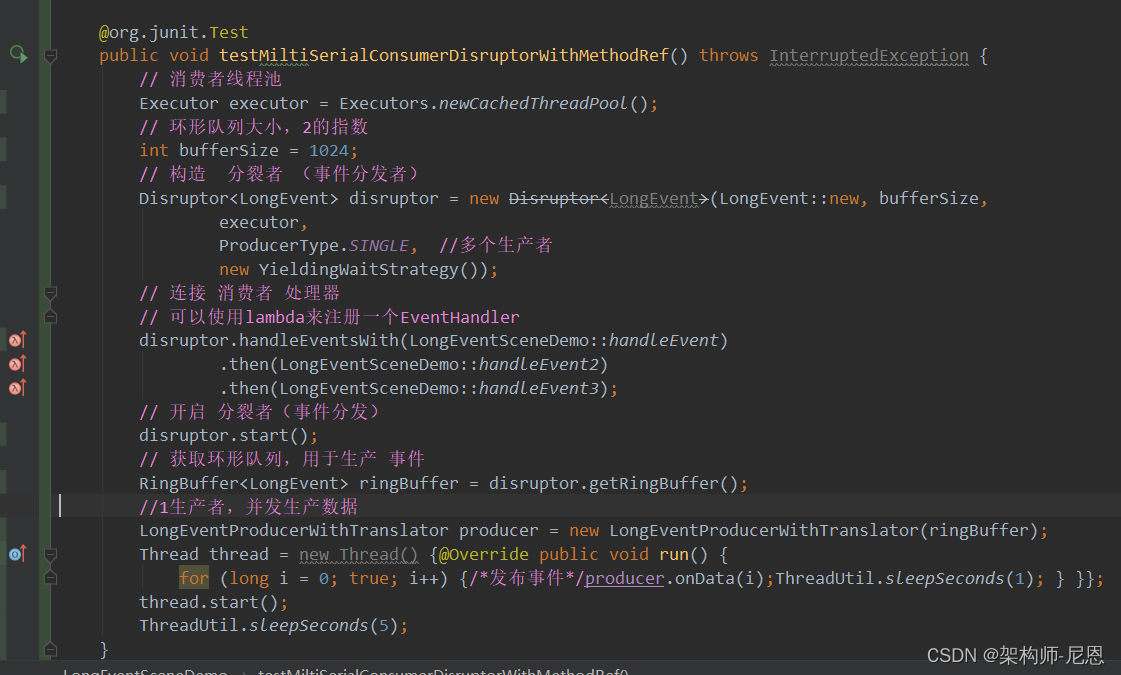 @org.junit.Test
public void testMiltiSerialConsumerDisruptorWithMethodRef() throws InterruptedException {
// 消费者线程池
Executor executor = Executors.newCachedThreadPool();
// 环形队列大小，2的指数
int bufferSize = 1024;
// 构造  分裂者 （事件分发者）
Disruptor<LongEvent> disruptor = new Disruptor<LongEvent>(LongEvent::new, bufferSize,
executor,
ProducerType.SINGLE,  //多个生产者
new YieldingWaitStrategy());
// 连接 消费者 处理器
// 可以使用lambda来注册一个EventHandler
disruptor.handleEventsWith(LongEventSceneDemo::handleEvent)
.then(LongEventSceneDemo::handleEvent2)
.then(LongEventSceneDemo::handleEvent3);
// 开启 分裂者（事件分发）
disruptor.start();
// 获取环形队列，用于生产 事件
RingBuffer<LongEvent> ringBuffer = disruptor.getRingBuffer();
//1生产者，并发生产数据
LongEventProducerWithTranslator producer = new LongEventProducerWithTranslator(ringBuffer);
Thread thread = new Thread() {@Override public void run() {
for (long i = 0; true; i++) {/*发布事件*/producer.onData(i);ThreadUtil.sleepSeconds(1); } }};
thread.start();
ThreadUtil.sleepSeconds(5);
}
CSDN @架构师-尼恩
LongEventSceneDemo > testMiltiSerialConsumerDisruptorWithMethodRef()